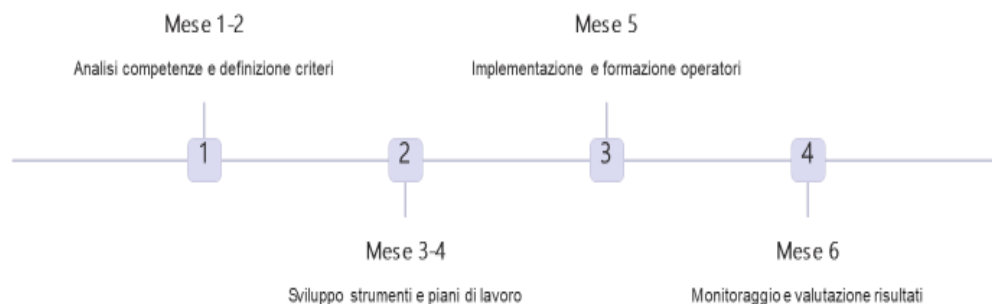 Mese 1-2
Analisi competenze e definizione criteri
Mese 5
Implementazione e formazione operatori
1
2
3
4
Mese 3-4
Sviluppo strumenti e piani di lavoro
Mese 6
Monitoraggio e valutazione risultati